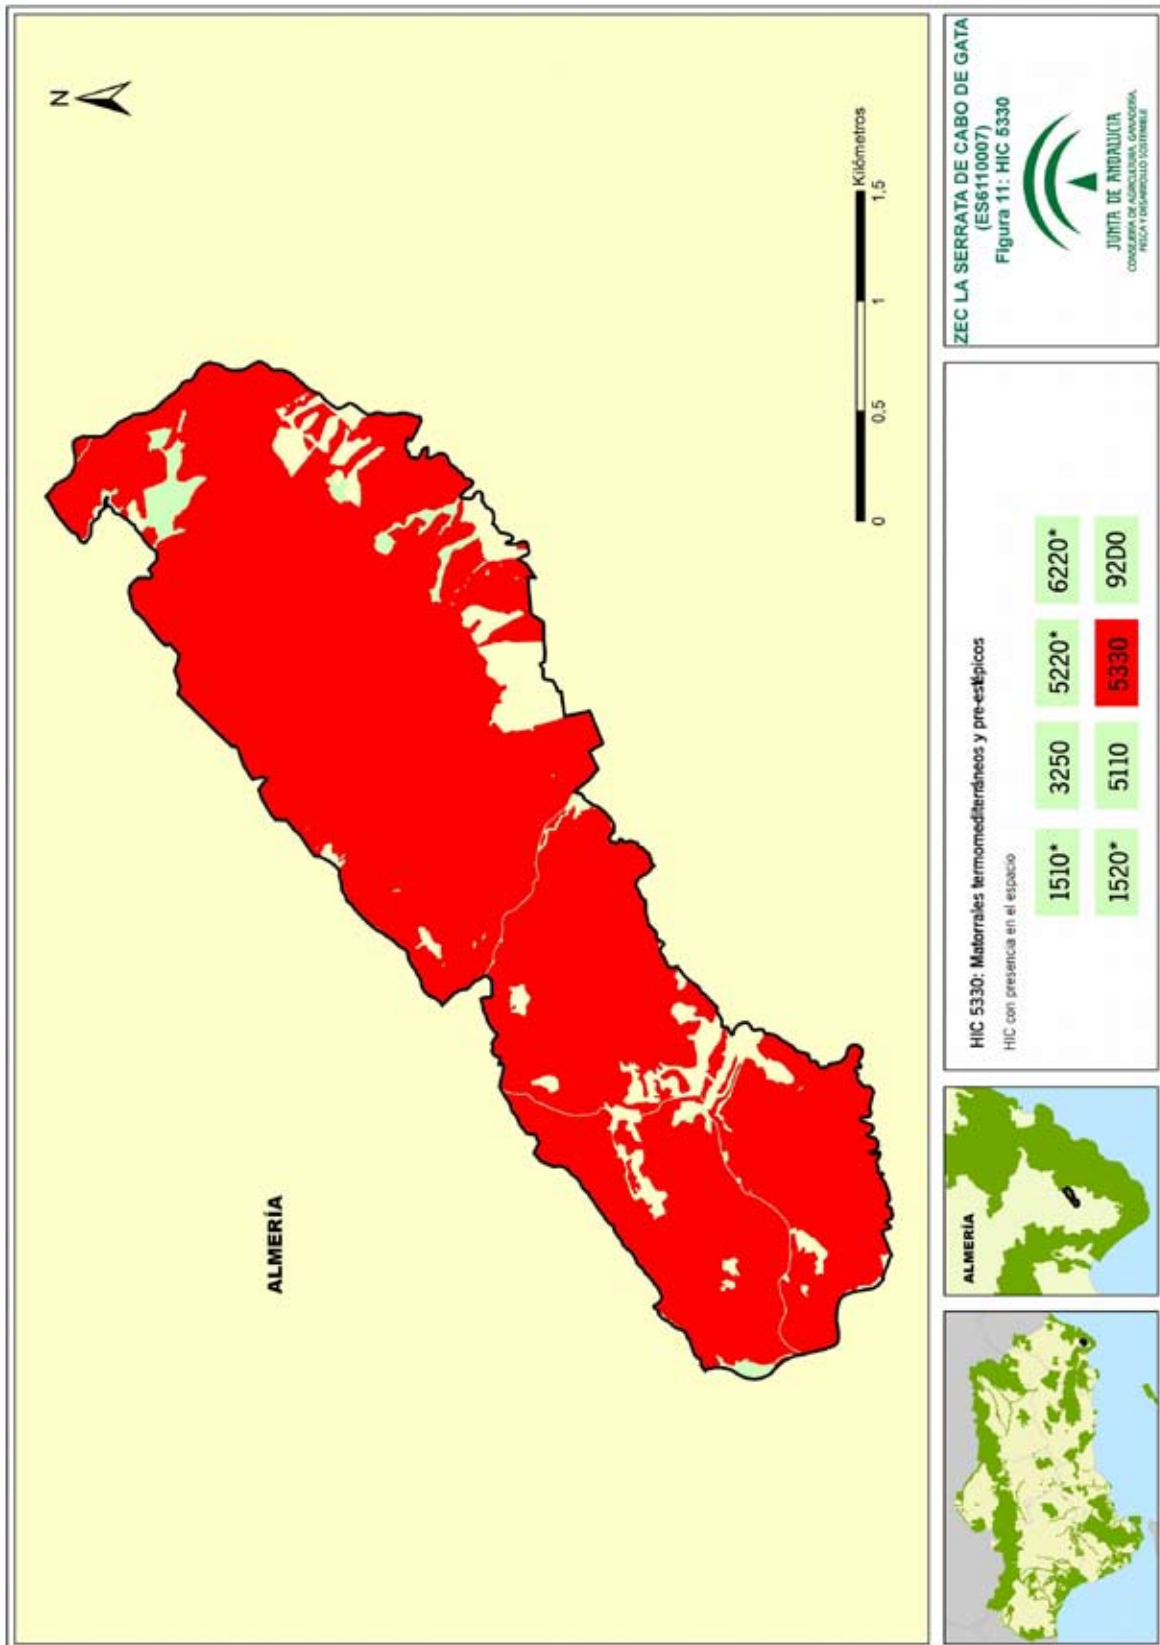 N
ALMERÍA
Kilómetros
0
0,5
1
1,5
ALMERÍA
HIC 5330: Matorrales termomediterráneos y pre-estépicos
HIC con presencia en el espacio
1510*
3250
5220*
6220*
1520*
5110
5330
92D0
ZEC LA SERRATA DE CABO DE GATA
(ES6110007)
Figura 11: HIC 5330
JUNTA DE ANDALUCIA
CONSEJERÍA DE AGRICULTURA, GANADERÍA,
PESCA Y DESARROLLO SOSTENIBLE